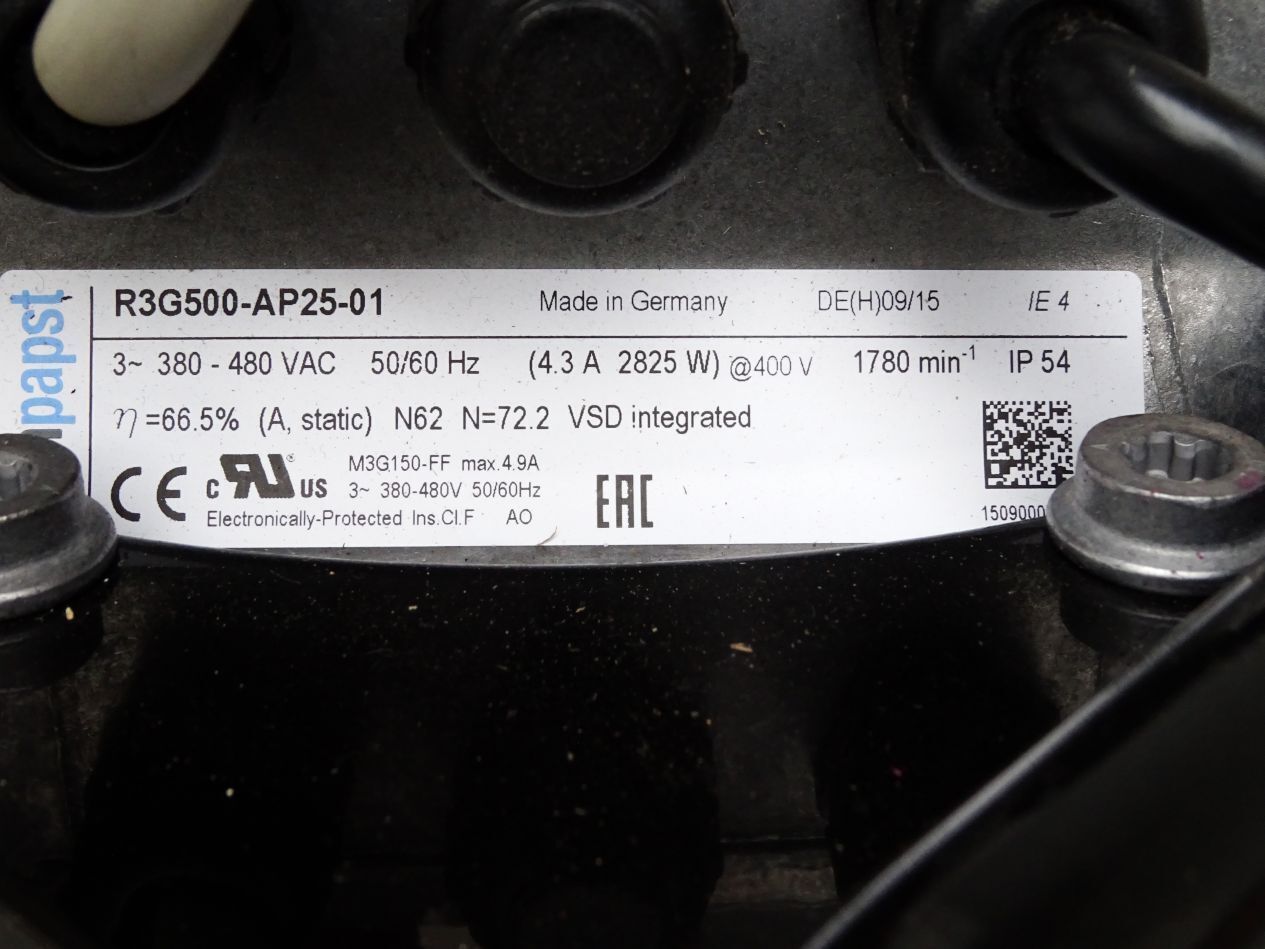 papst
R3G500-AP25-01 Made in Germany DE(H)09/15 IE 4
3~ 380 - 480 VAC 50/60 Hz (4.3 A 2825 W) @400 V 1780 min⁻¹ IP 54
η =66.5% (A, static) N62 N=72.2 VSD integrated
CE c RU ® US M3G150-FF max.4.9A
3~ 380-480V 50/60Hz
Electronically-Protected Ins.Cl.F AO
EAC
1509000